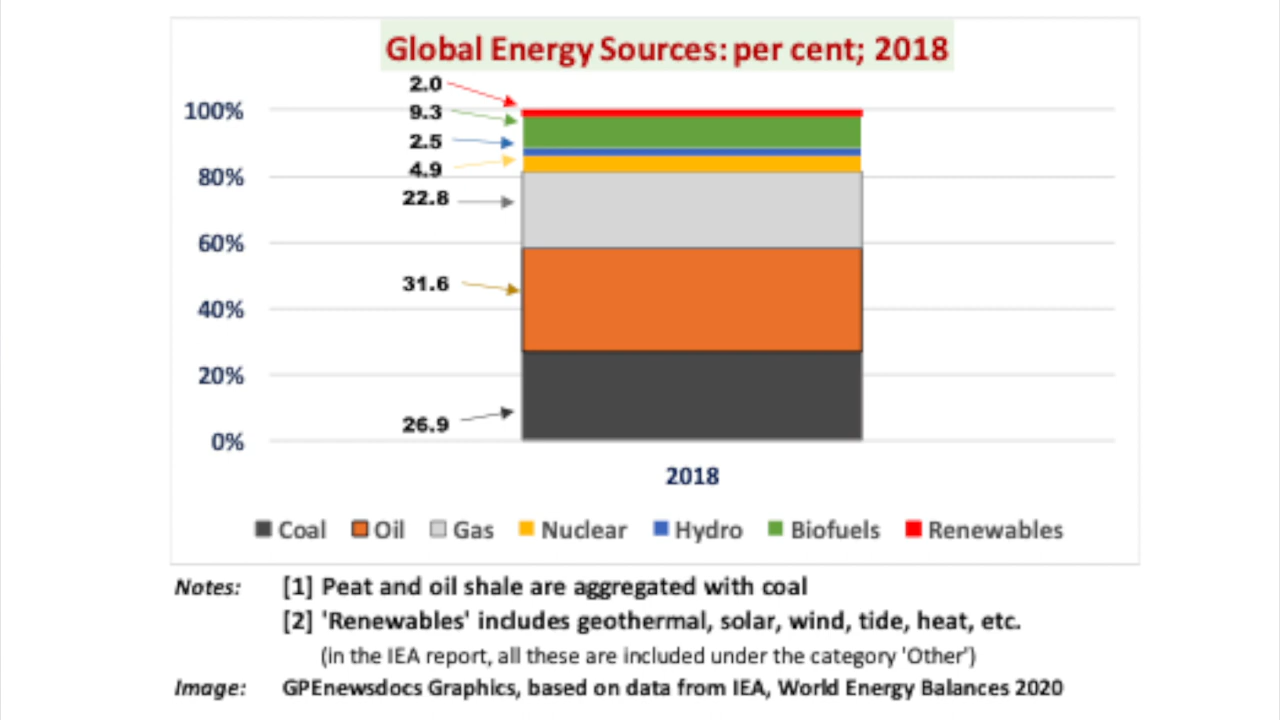 Global Energy Sources: per cent; 2018
2.0
100%
9.3
2.5
4.9
80%
22.8
60%
31.6
40%
20%
26.9
0%
2018
Coal Oil Gas Nuclear Hydro Biofuels Renewables
Notes: [1] Peat and oil shale are aggregated with coal
[2] 'Renewables' includes geothermal, solar, wind, tide, heat, etc.
(in the IEA report, all these are included under the category 'Other')
Image: GPEnewsdocs Graphics, based on data from IEA, World Energy Balances 2020